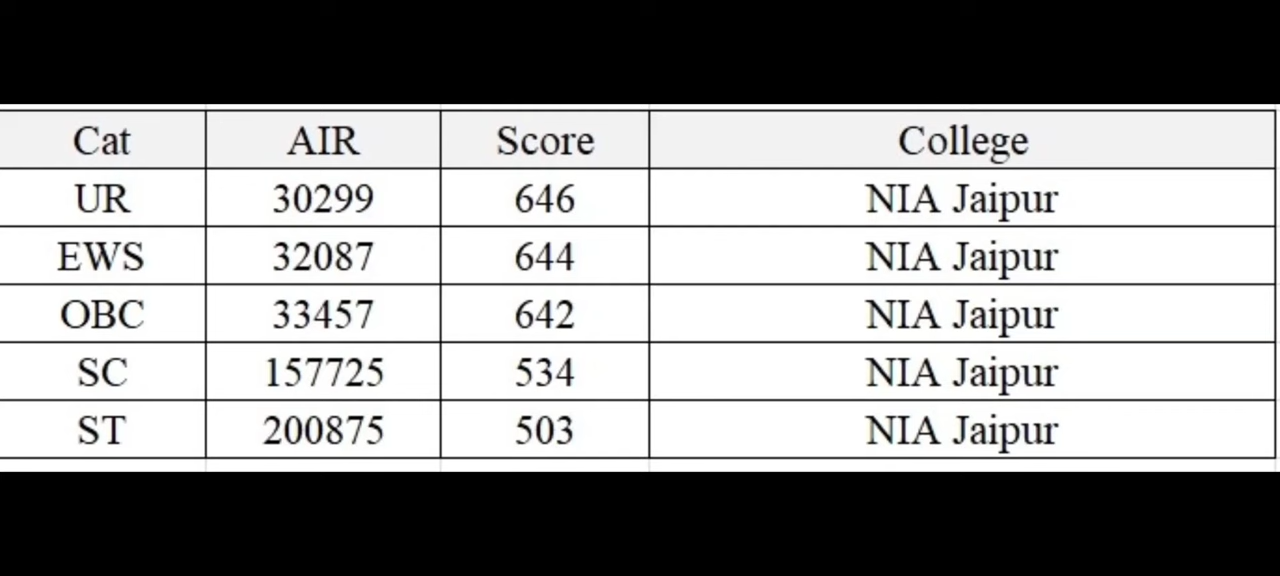 Cat AIR Score College
UR 30299 646 NIA Jaipur
EWS 32087 644 NIA Jaipur
OBC 33457 642 NIA Jaipur
SC 157725 534 NIA Jaipur
ST 200875 503 NIA Jaipur